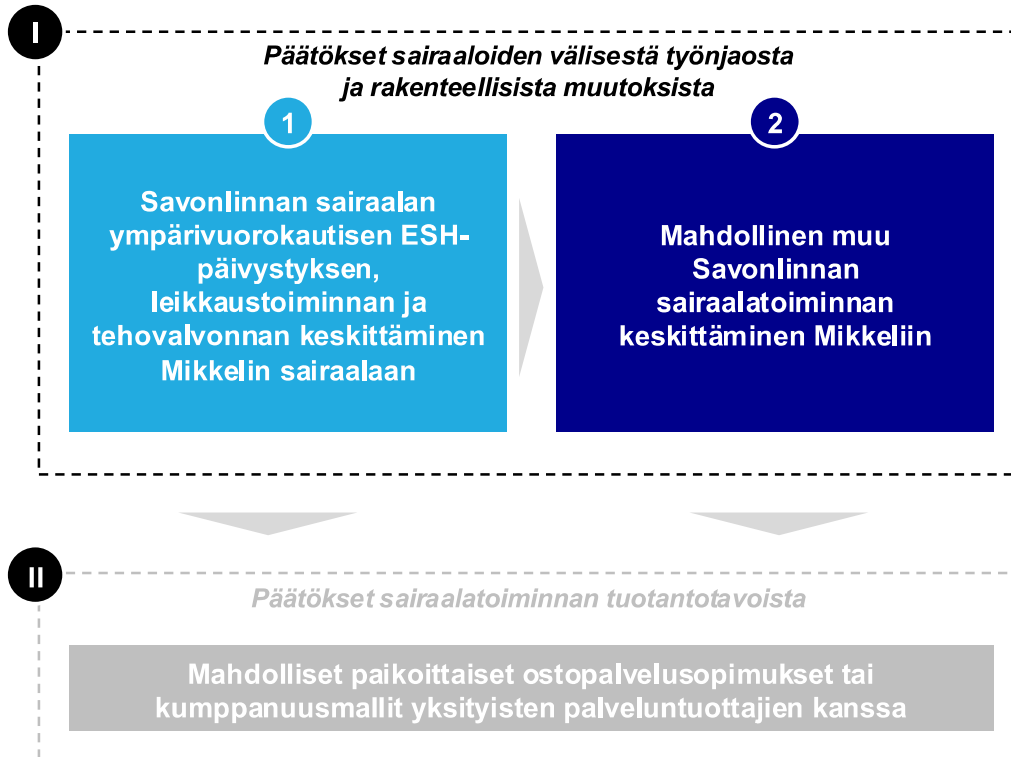 I
Päätökset sairaaloiden välisestä työnjaosta
ja rakenteellisista muutoksista
1
Savonlinnan sairaalan
ympärivuorokautisen ESH-
päivystyksen,
leikkaustoiminnan ja
tehovalvonnan keskittäminen
Mikkelin sairaalaan
2
Mahdollinen muu
Savonlinnan
sairaalatoiminnan
keskittäminen Mikkeliin
II
Päätökset sairaalatoiminnan tuotantotavoista
Mahdolliset paikoittaiset ostopalvelusopimukset tai
kumppanuusmallit yksityisten palveluntuottajien kanssa